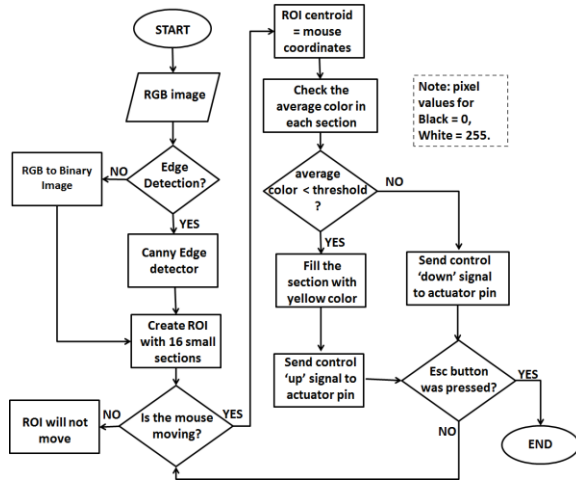 START
RGB image
Edge
Detection?
NO
YES
RGB to Binary
Image
Canny Edge
detector
Create ROI
with 16 small
sections
Is the mouse
moving?
NO
YES
ROI will not
move
ROI centroid
= mouse
coordinates
Check the
average color in
each section
average
color < threshold
?
NO
YES
Fill the
section with
yellow color
Send control
‘up’ signal to
actuator pin
Send control
‘down’ signal to
actuator pin
Esc button
was pressed?
YES
NO
END
Note: pixel
values for
Black = 0,
White = 255.